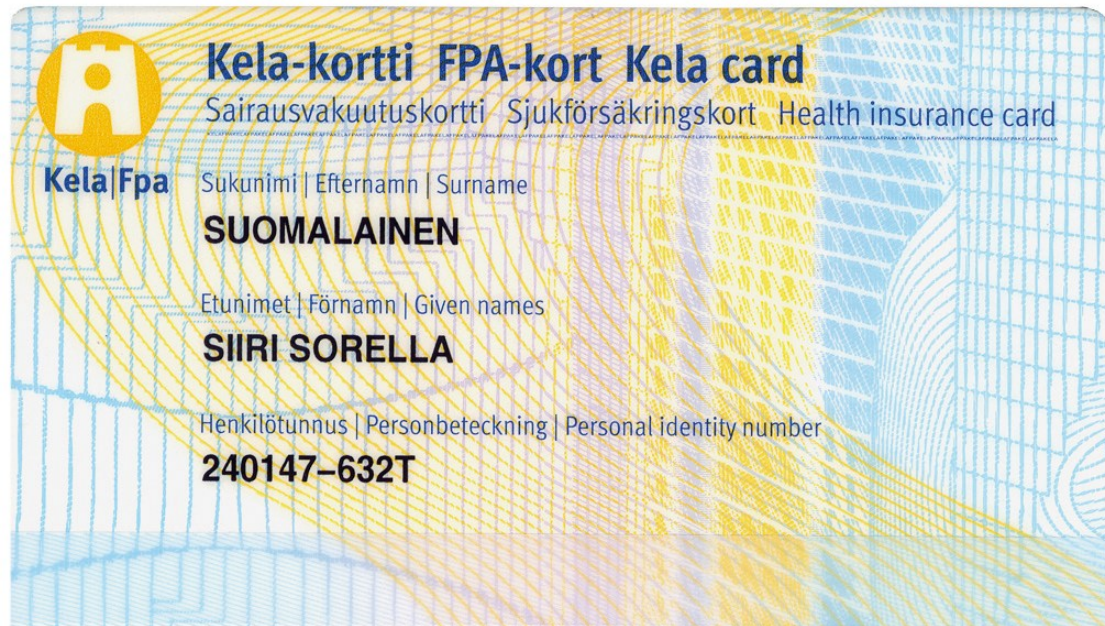 Kela-kortti FPA-kort Kela card
Sairausvakuutuskortti Sjukförsäkringskort Health insurance card
Kela|Fpa
Sukunimi | Efternamn | Surname
SUOMALAINEN
Etunimet | Förnamn | Given names
SIIRI SORELLA
Henkilötunnus | Personbeteckning | Personal identity number
240147–632T